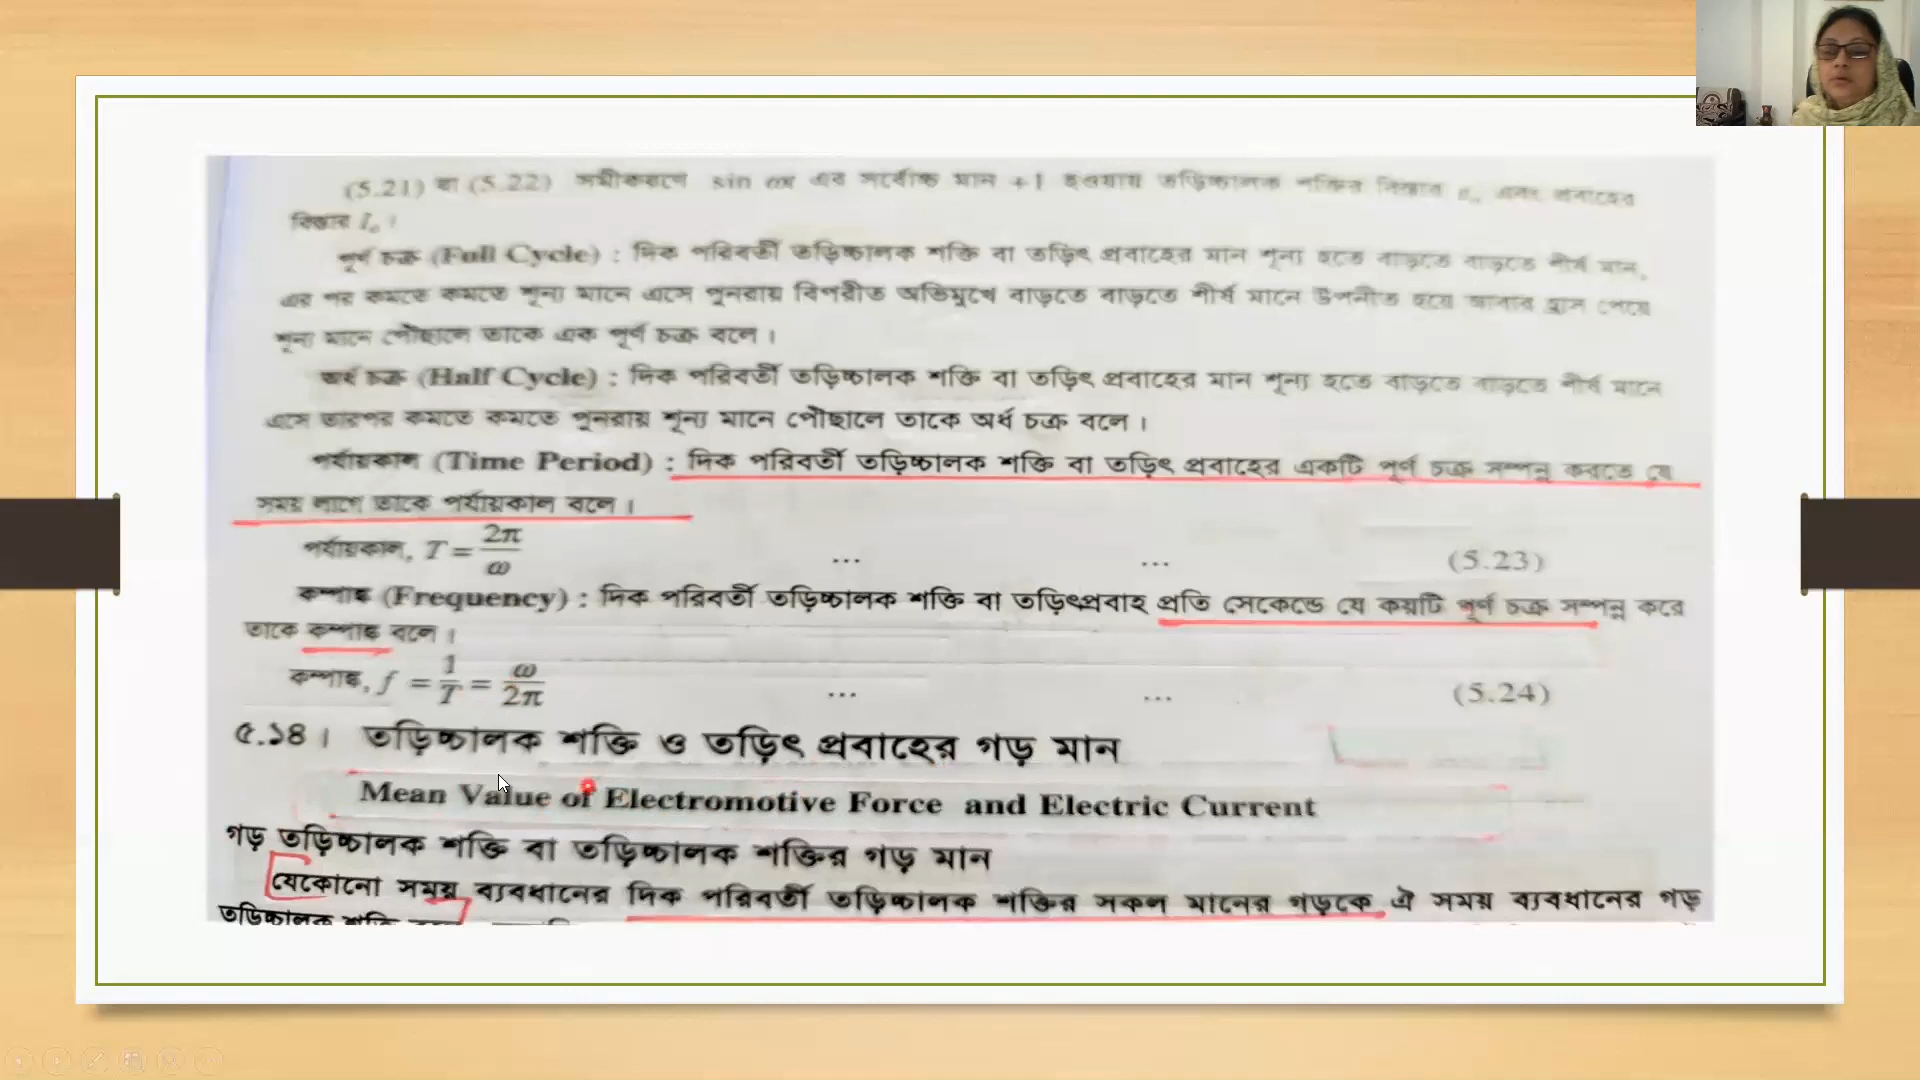 (5.21) বা (5.22) সমীকরণে sin ωt এর সর্বোচ্চ মান +1 হওয়ায় তড়িচ্চালক শক্তির বিস্তার এবং প্রবাহের
বিস্তার I₀ ।
পূর্ণ চক্র (Full Cycle) : দিক পরিবর্তী তড়িচ্চালক শক্তি বা তড়িৎ প্রবাহের মান শূন্য হতে বাড়তে বাড়তে শীর্ষ মান,
এর পর কমতে কমতে শূন্য মানে এসে পুনরায় বিপরীত অভিমুখে বাড়তে বাড়তে শীর্ষ মানে উপনীত হয়ে আবার হ্রাস পেয়ে
শূন্য মানে পৌঁছালে তাকে এক পূর্ণ চক্র বলে ।
অর্ধ চক্র (Half Cycle) : দিক পরিবর্তী তড়িচ্চালক শক্তি বা তড়িৎ প্রবাহের মান শূন্য হতে বাড়তে বাড়তে শীর্ষ মানে
এসে তারপর কমতে কমতে পুনরায় শূন্য মানে পৌঁছালে তাকে অর্ধ চক্র বলে ।
পর্যায়কাল (Time Period) : দিক পরিবর্তী তড়িচ্চালক শক্তি বা তড়িৎ প্রবাহের একটি পূর্ণ চক্র সম্পন্ন করতে যে
সময় লাগে তাকে পর্যায়কাল বলে ।
পর্যায়কাল, T = 2π/ω ... ... (5.23)
কম্পাঙ্ক (Frequency) : দিক পরিবর্তী তড়িচ্চালক শক্তি বা তড়িৎপ্রবাহ প্রতি সেকেন্ডে যে কয়টি পূর্ণ চক্র সম্পন্ন করে
তাকে কম্পাঙ্ক বলে ।
কম্পাঙ্ক, f = 1/T = ω/2π ... ... (5.24)
৫.১৪। তড়িচ্চালক শক্তি ও তড়িৎ প্রবাহের গড় মান
Mean Value of Electromotive Force and Electric Current
গড় তড়িচ্চালক শক্তি বা তড়িচ্চালক শক্তির গড় মান
যেকোনো সময় ব্যবধানের দিক পরিবর্তী তড়িচ্চালক শক্তির সকল মানের গড়কে ঐ সময় ব্যবধানের গড়
তড়িচ্চালক শক্তি